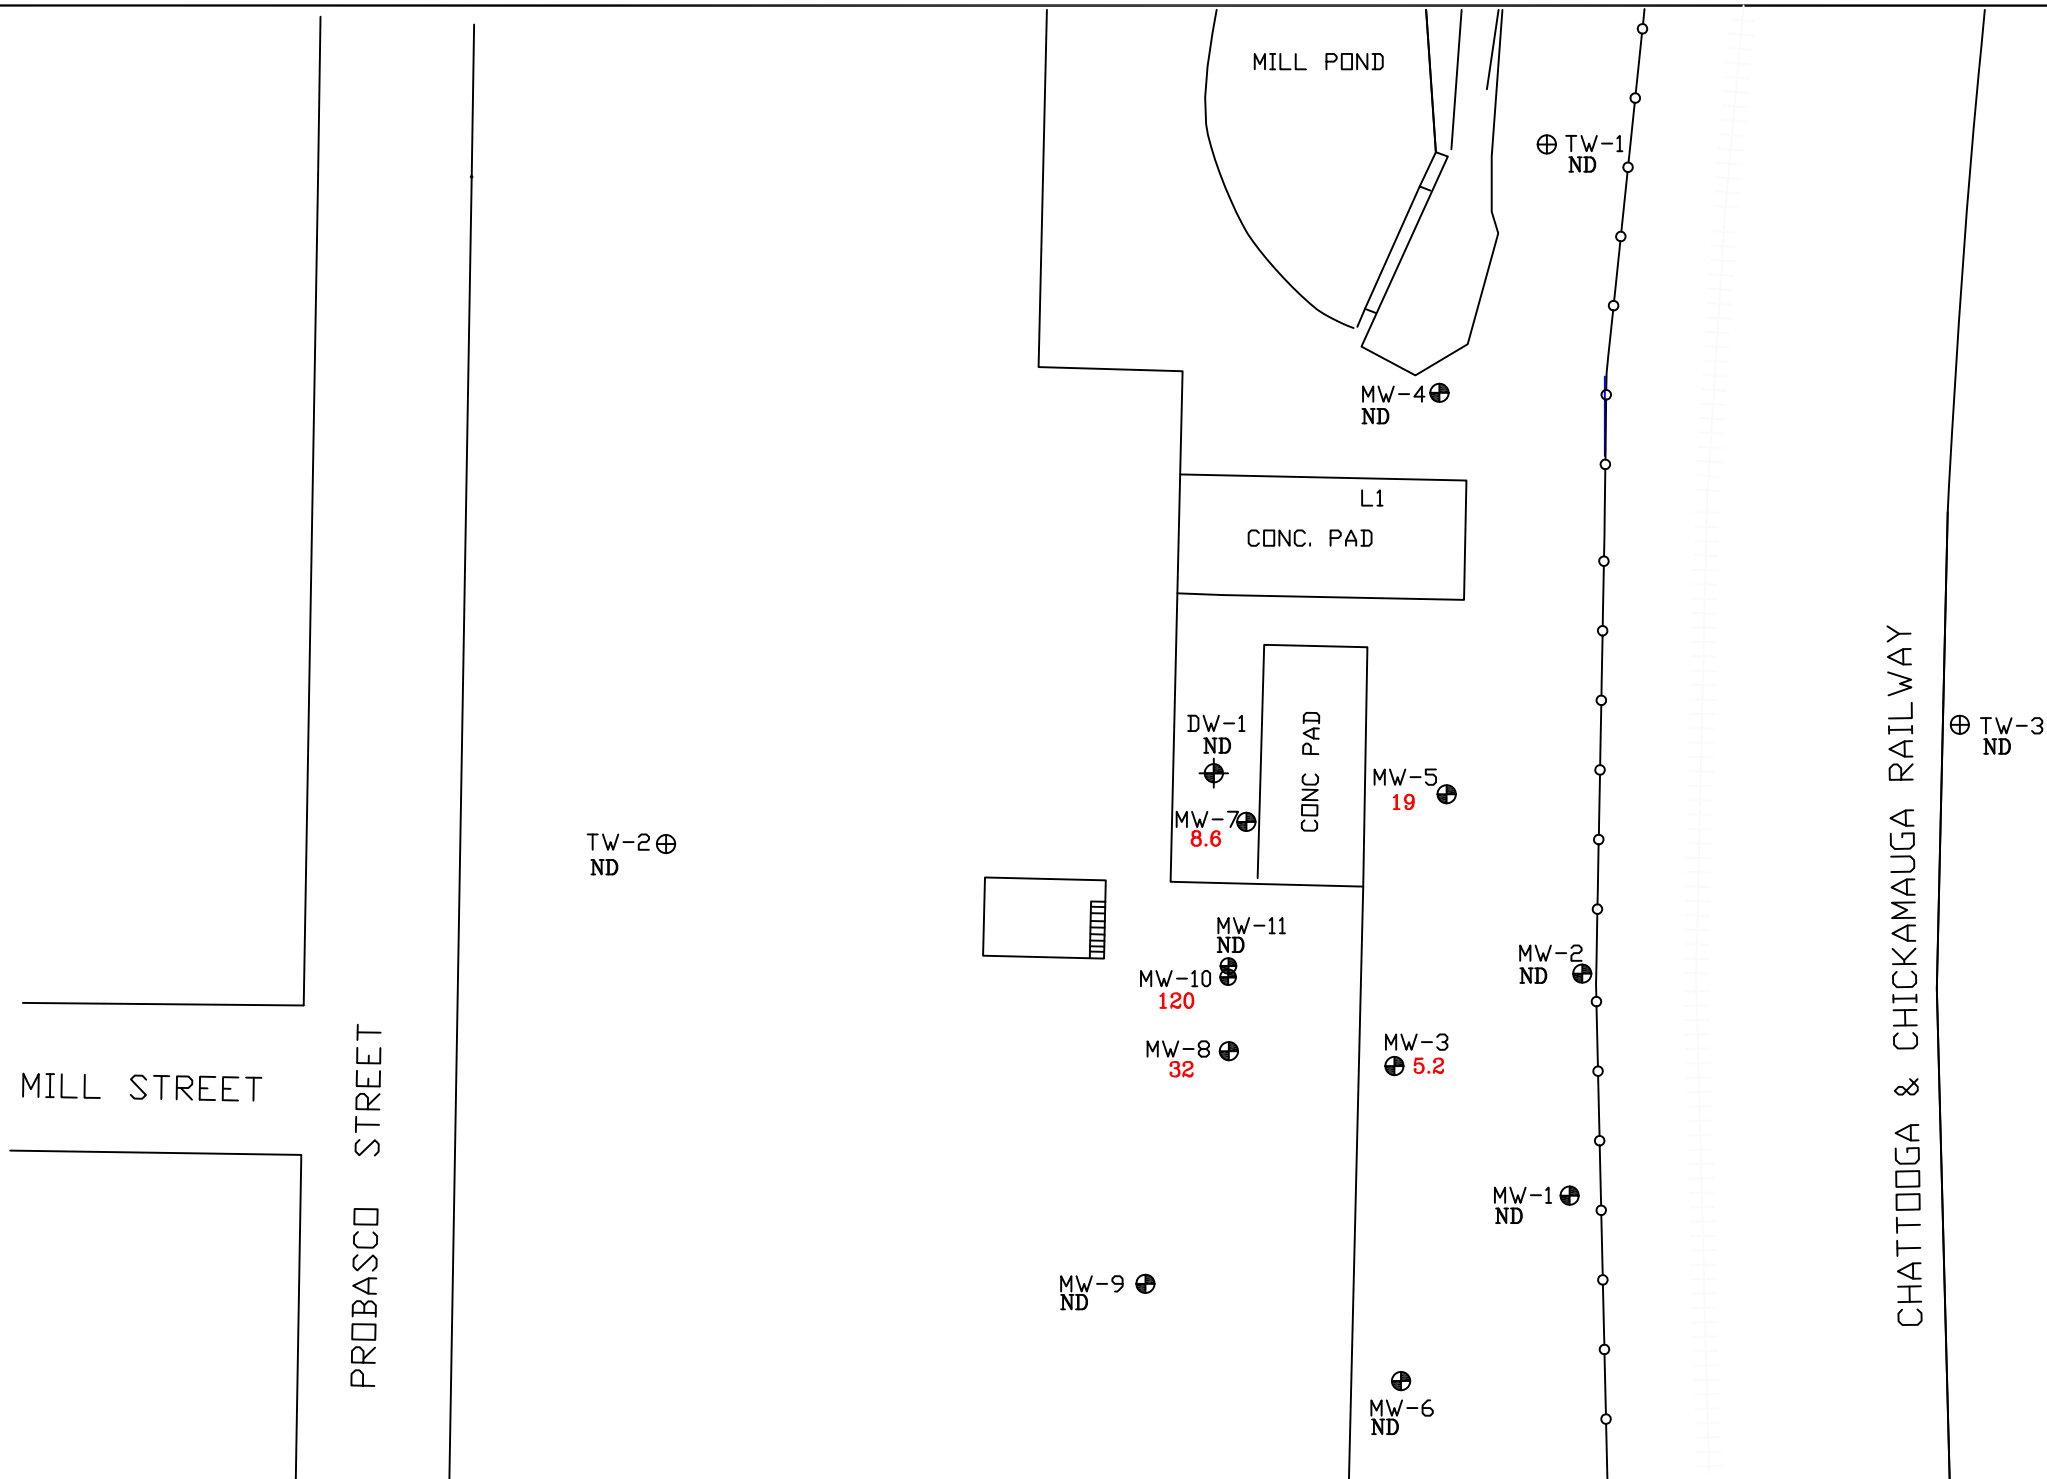 MILL POND
TW-1
ND
MW-4
ND
L1
CONC. PAD
DW-1
ND
CONC PAD
MW-5
19
MW-7
8.6
TW-2
ND
TW-3
ND
MW-11
ND
MW-10
120
MW-2
ND
MW-8
32
MW-3
5.2
MILL STREET
PROBASCO STREET
CHATTOOGA & CHICKAMAUGA RAILWAY
MW-1
ND
MW-9
ND
MW-6
ND